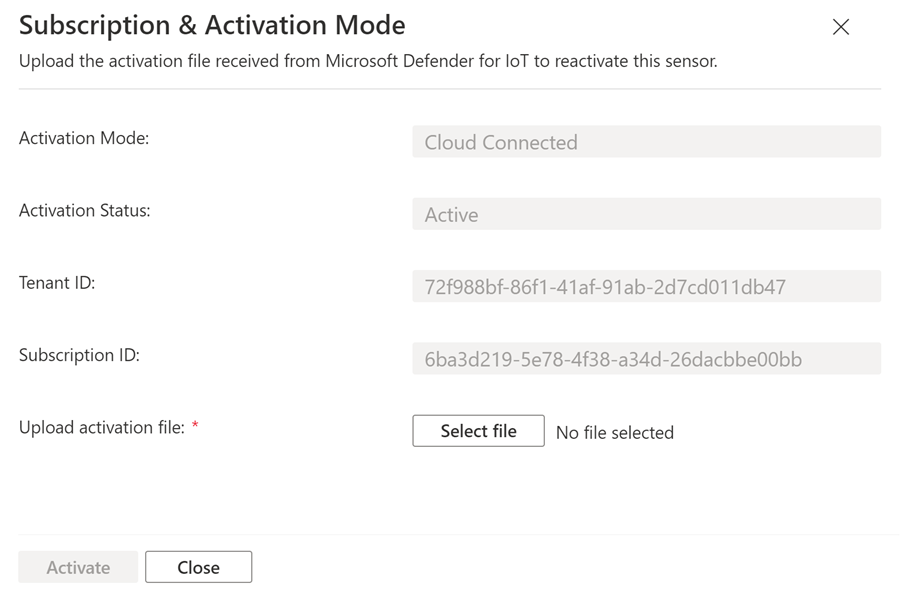 Subscription & Activation Mode
Upload the activation file received from Microsoft Defender for IoT to reactivate this sensor.
Activation Mode:
Cloud Connected
Activation Status:
Active
Tenant ID:
72f988bf-86f1-41af-91ab-2d7cd011db47
Subscription ID:
6ba3d219-5e78-4f38-a34d-26dacbbe00bb
Upload activation file: *
Select file
No file selected
Activate
Close